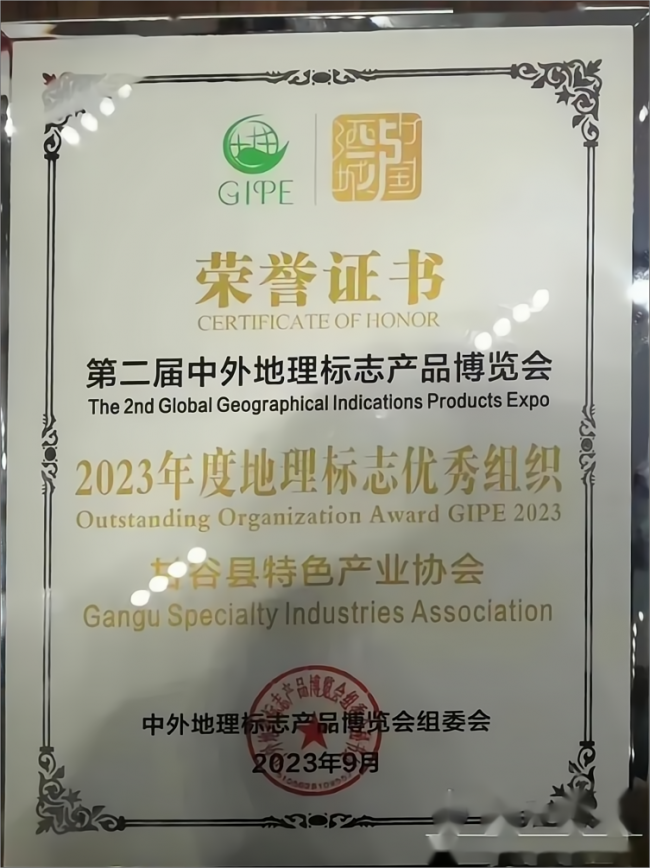 GIPE
荣誉证书
CERTIFICATE OF HONOR
第二届中外地理标志产品博览会
The 2nd Global Geographical Indications Products Expo
2023年度地理标志优秀组织
Outstanding Organization Award GIPE 2023
甘谷县特色产业协会
Gangu Specialty Industries Association
中外地理标志产品博览会组委会
2023年9月